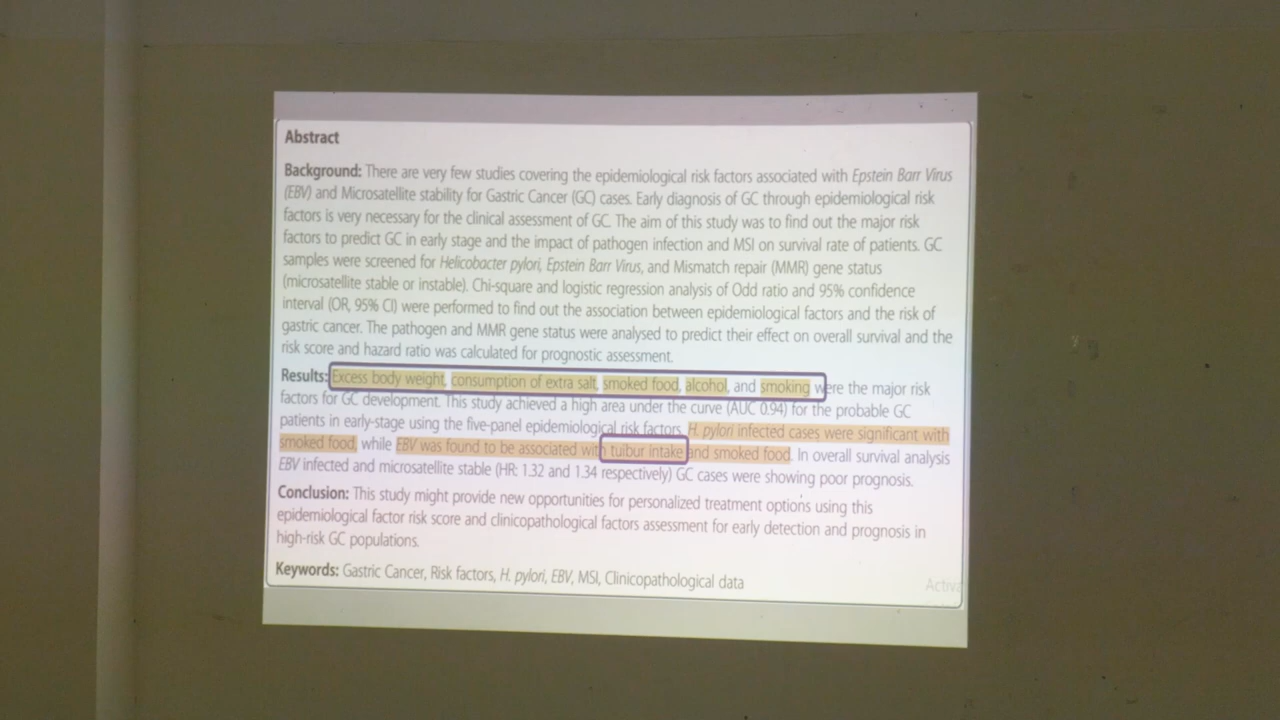 Abstract
Background: There are very few studies covering the epidemiological risk factors associated with Epstein Barr Virus
(EBV) and Microsatellite stability for Gastric Cancer (GC) cases. Early diagnosis of GC through epidemiological risk
factors is very necessary for the clinical assessment of GC. The aim of this study was to find out the major risk
factors to predict GC in early stage and the impact of pathogen infection and MSI on survival rate of patients. GC
samples were screened for Helicobacter pylori, Epstein Barr Virus, and Mismatch repair (MMR) gene status
(microsatellite stable or instable). Chi-square and logistic regression analysis of Odd ratio and 95% confidence
interval (OR, 95% CI) were performed to find out the association between epidemiological factors and the risk of
gastric cancer. The pathogen and MMR gene status were analysed to predict their effect on overall survival and the
risk score and hazard ratio was calculated for prognostic assessment.
Results: Excess body weight, consumption of extra salt, smoked food, alcohol, and smoking were the major risk
factors for GC development. This study achieved a high area under the curve (AUC 0.94) for the probable GC
patients in early-stage using the five-panel epidemiological risk factors. H. pylori infected cases were significant with
smoked food, while EBV was found to be associated with tuibur intake and smoked food. In overall survival analysis
EBV infected and microsatellite stable (HR: 1.32 and 1.34 respectively) GC cases were showing poor prognosis.
Conclusion: This study might provide new opportunities for personalized treatment options using this
epidemiological factor risk score and clinicopathological factors assessment for early detection and prognosis in
high-risk GC populations.
Keywords: Gastric Cancer, Risk factors, H. pylori, EBV, MSI, Clinicopathological data